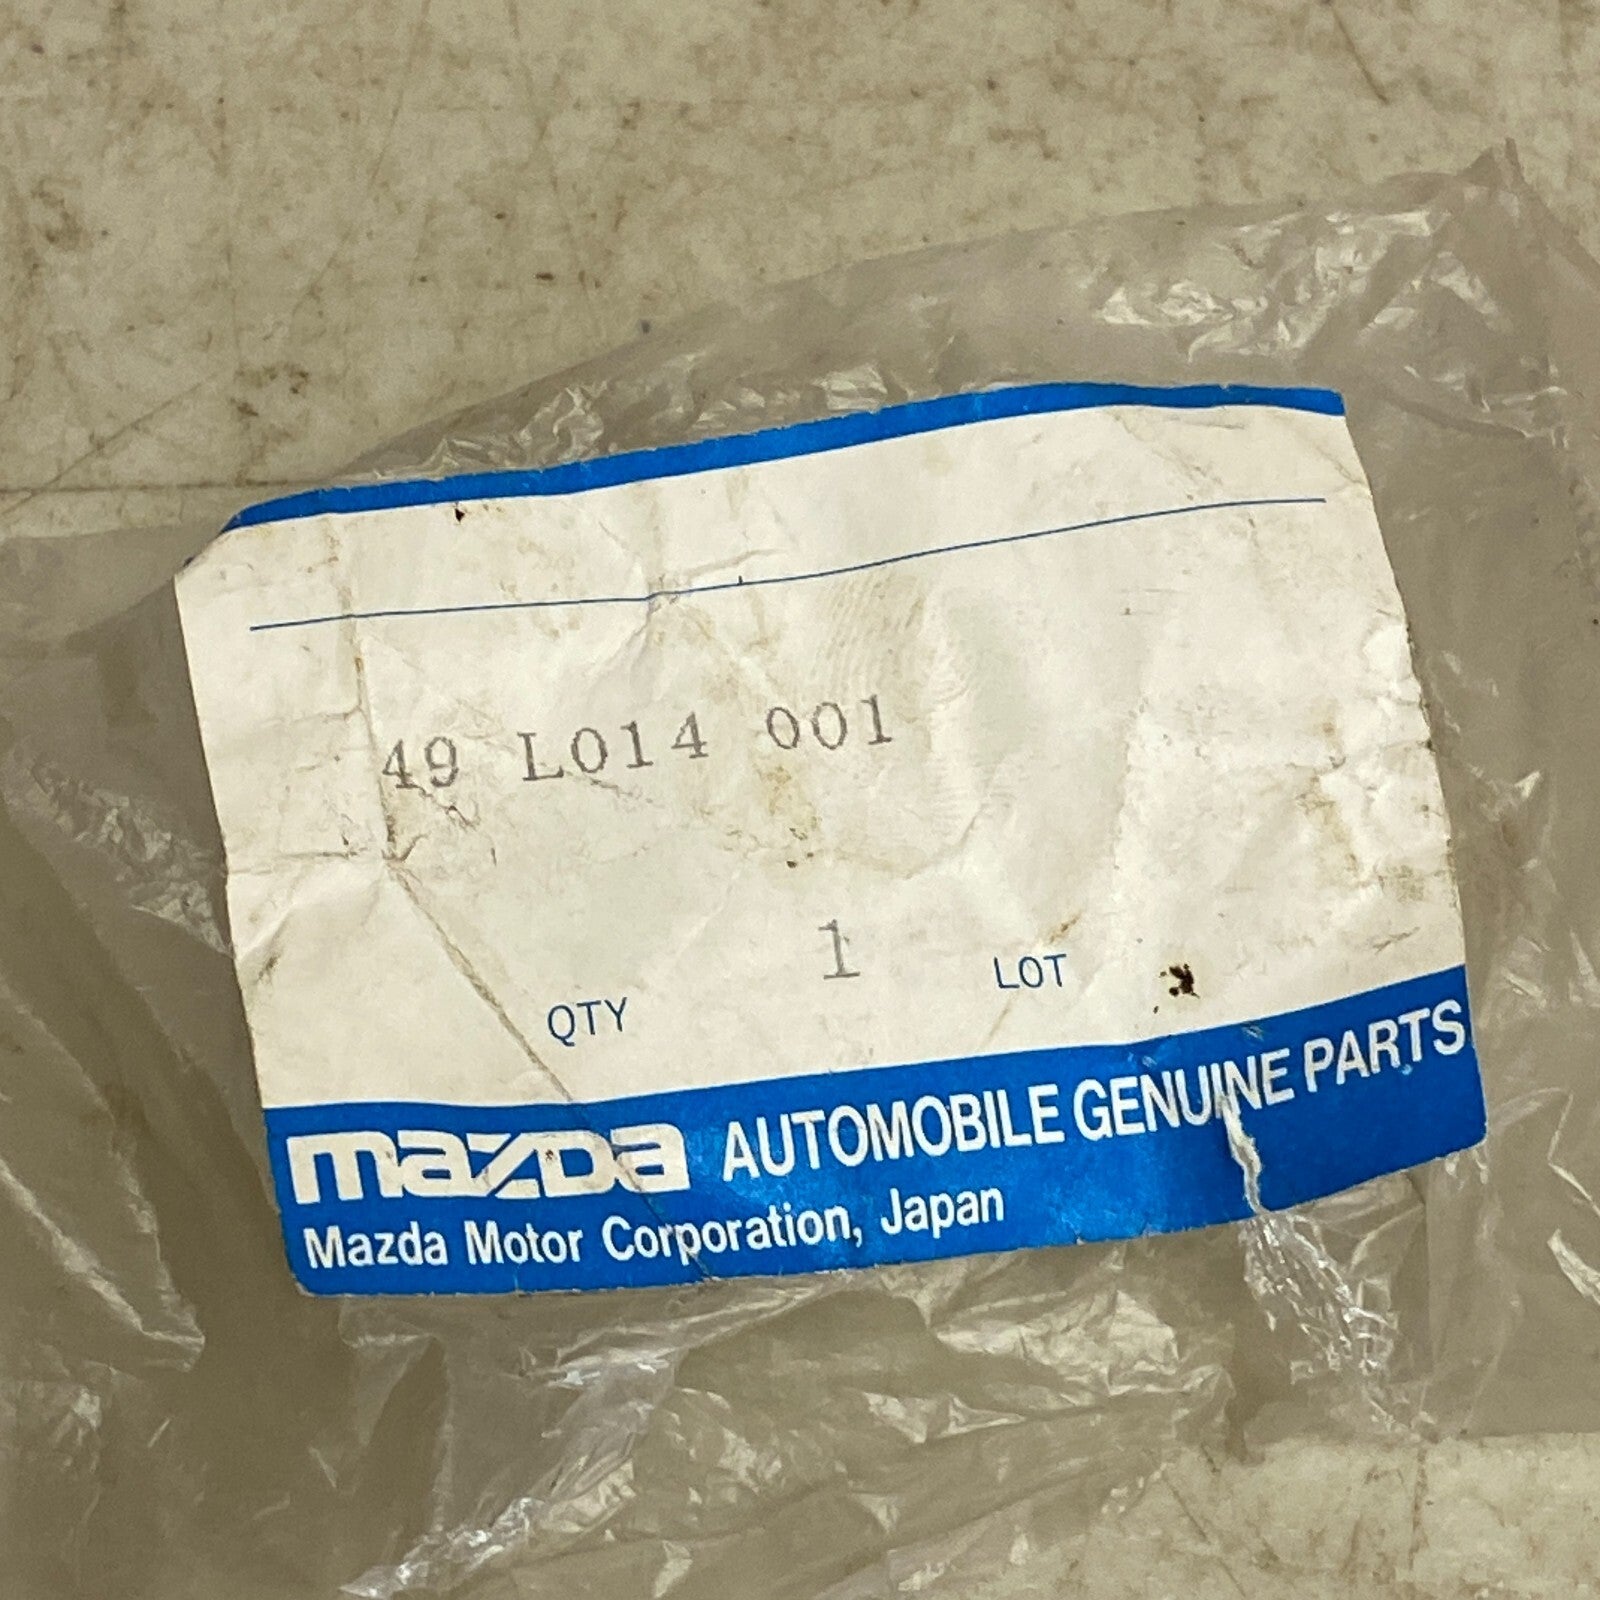 49 L014 001
QTY 1 LOT
mazda AUTOMOBILE GENUINE PARTS
Mazda Motor Corporation, Japan